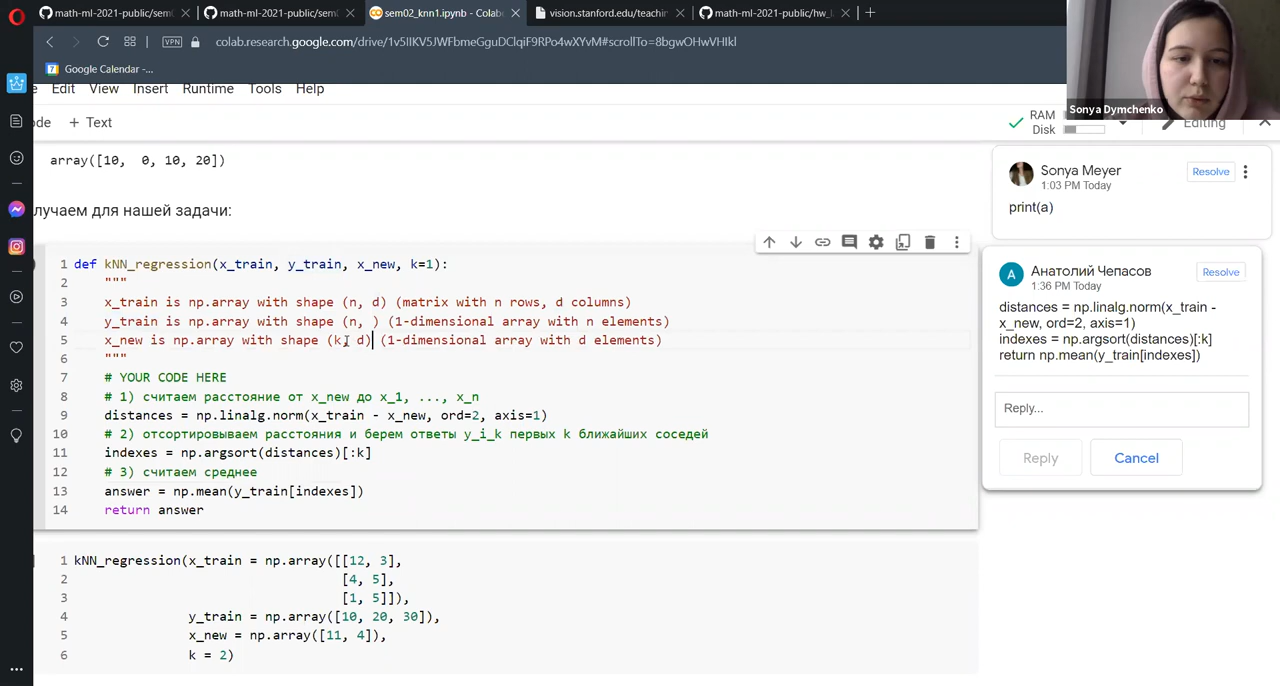 math-ml-2021-public/sem(
math-ml-2021-public/sem(
sem02_knn1.ipynb - Colab
vision.stanford.edu/teachin
math-ml-2021-public/hw_
VPN
colab.research.google.com/drive/1v5IIKV5JWFbmeGguDClqiF9RPo4wXYvM#scrollTo=8bgwOHwVHIkl
7 Google Calendar -...
Sonya Dymchenko
e Edit View Insert Runtime Tools Help
ode + Text
RAM
Disk
Editing
array([10, 0, 10, 20])
лучаем для нашей задачи:
1 def kNN_regression(x_train, y_train, x_new, k=1):
2 """
3 x_train is np.array with shape (n, d) (matrix with n rows, d columns)
4 y_train is np.array with shape (n, ) (1-dimensional array with n elements)
5 x_new is np.array with shape (k, d) (1-dimensional array with d elements)
6 """
7 # YOUR CODE HERE
8 # 1) считаем расстояние от x_new до x_1, ..., x_n
9 distances = np.linalg.norm(x_train - x_new, ord=2, axis=1)
10 # 2) отсортировываем расстояния и берем ответы y_i_k первых k ближайших соседей
11 indexes = np.argsort(distances)[:k]
12 # 3) считаем среднее
13 answer = np.mean(y_train[indexes])
14 return answer
1 kNN_regression(x_train = np.array([[12, 3],
2 [4, 5],
3 [1, 5]]),
4 y_train = np.array([10, 20, 30]),
5 x_new = np.array([11, 4]),
6 k = 2)
Sonya Meyer
Resolve
1:03 PM Today
print(a)
А
Анатолий Чепасов
Resolve
1:36 PM Today
distances = np.linalg.norm(x_train -
x_new, ord=2, axis=1)
indexes = np.argsort(distances)[:k]
return np.mean(y_train[indexes])
Reply...
Reply
Cancel